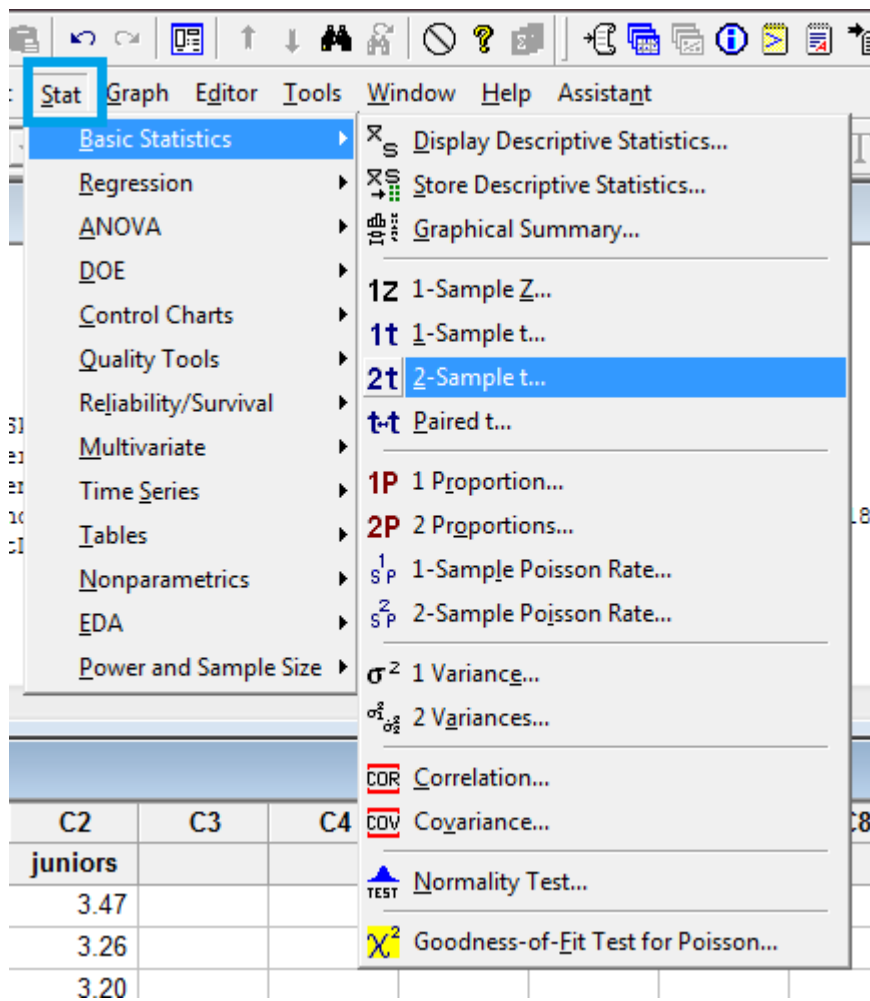 Stat Graph Editor Tools Window Help Assistant
Basic Statistics
Regression
ANOVA
DOE
Control Charts
Quality Tools
Reliability/Survival
Multivariate
Time Series
Tables
Nonparametrics
EDA
Power and Sample Size
Display Descriptive Statistics...
Store Descriptive Statistics...
Graphical Summary...
1Z 1-Sample Z...
1t 1-Sample t...
2t 2-Sample t...
t-t Paired t...
1P 1 Proportion...
2P 2 Proportions...
1-Sample Poisson Rate...
2-Sample Poisson Rate...
σ² 1 Variance...
2 Variances...
COR Correlation...
COV Covariance...
TEST Normality Test...
χ² Goodness-of-Fit Test for Poisson...
C2 C3 C4
juniors
3.47
3.26
3.20